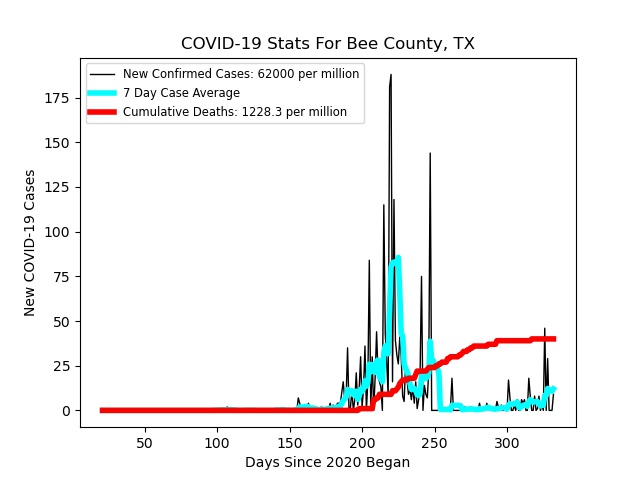 COVID-19 Stats For Bee County, TX
New Confirmed Cases: 62000 per million
7 Day Case Average
Cumulative Deaths: 1228.3 per million
New COVID-19 Cases
175
150
125
100
75
50
25
0
50 100 150 200 250 300
Days Since 2020 Began